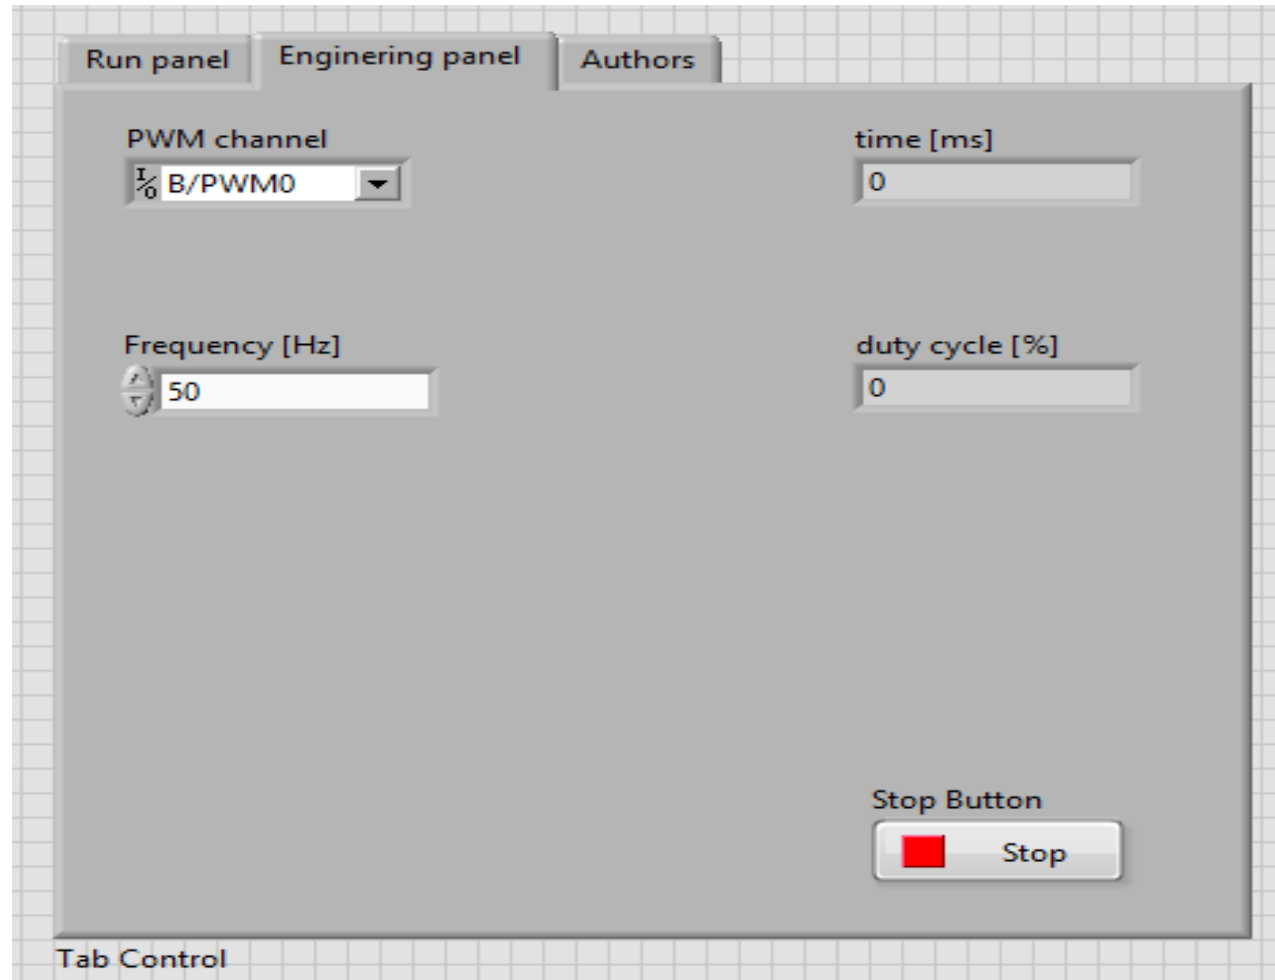 Run panel
Enginering panel
Authors
PWM channel
I/O B/PWM0
time [ms]
0
Frequency [Hz]
50
duty cycle [%]
0
Stop Button
Stop
Tab Control